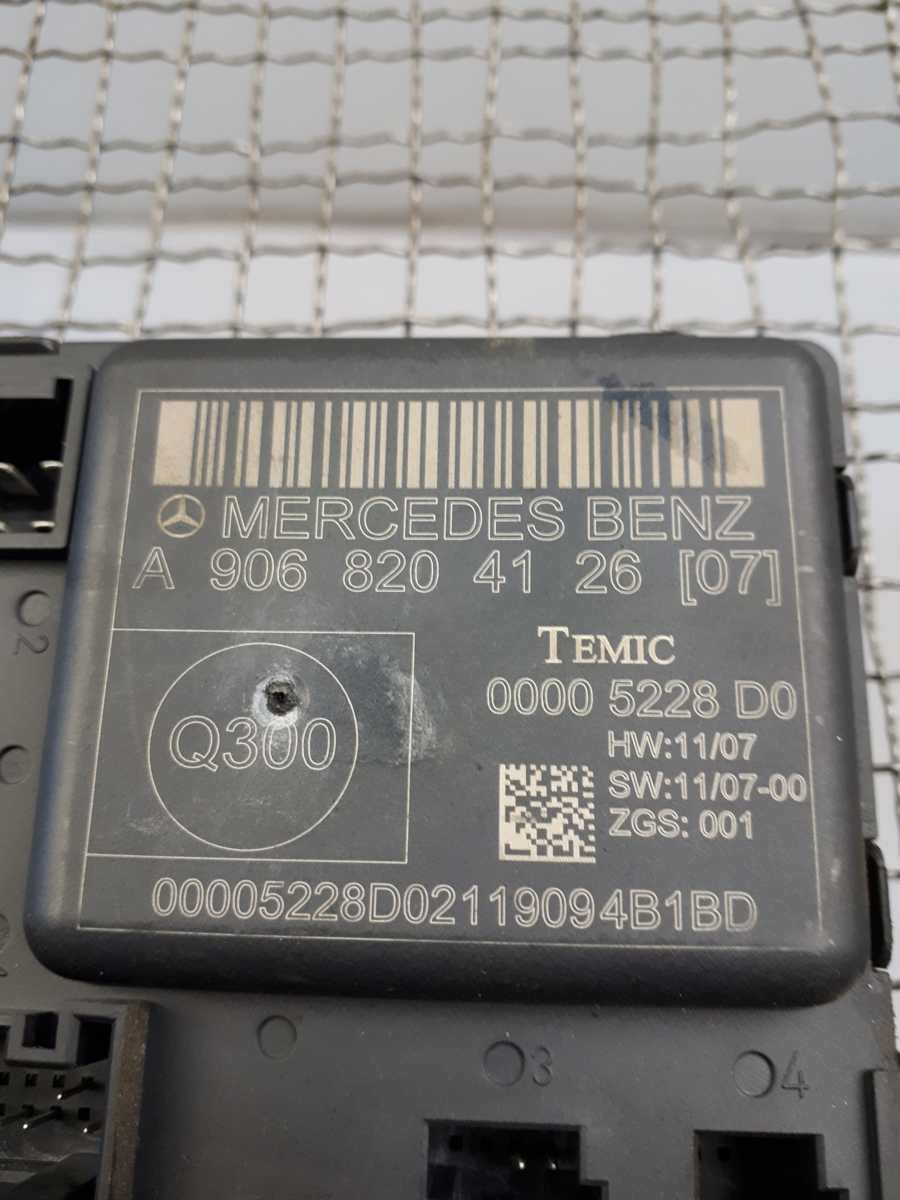 MERCEDES BENZ
A 906 820 41 26 [07]
TEMIC
0000 5228 D0
HW:11/07
SW:11/07-00
ZGS: 001
Q300
00005228D02119094B1BD
2
3
4